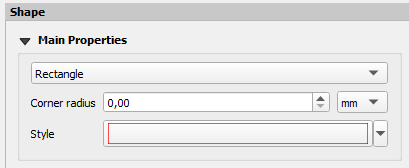 Shape
Main Properties
Rectangle
Corner radius 0,00 mm
Style